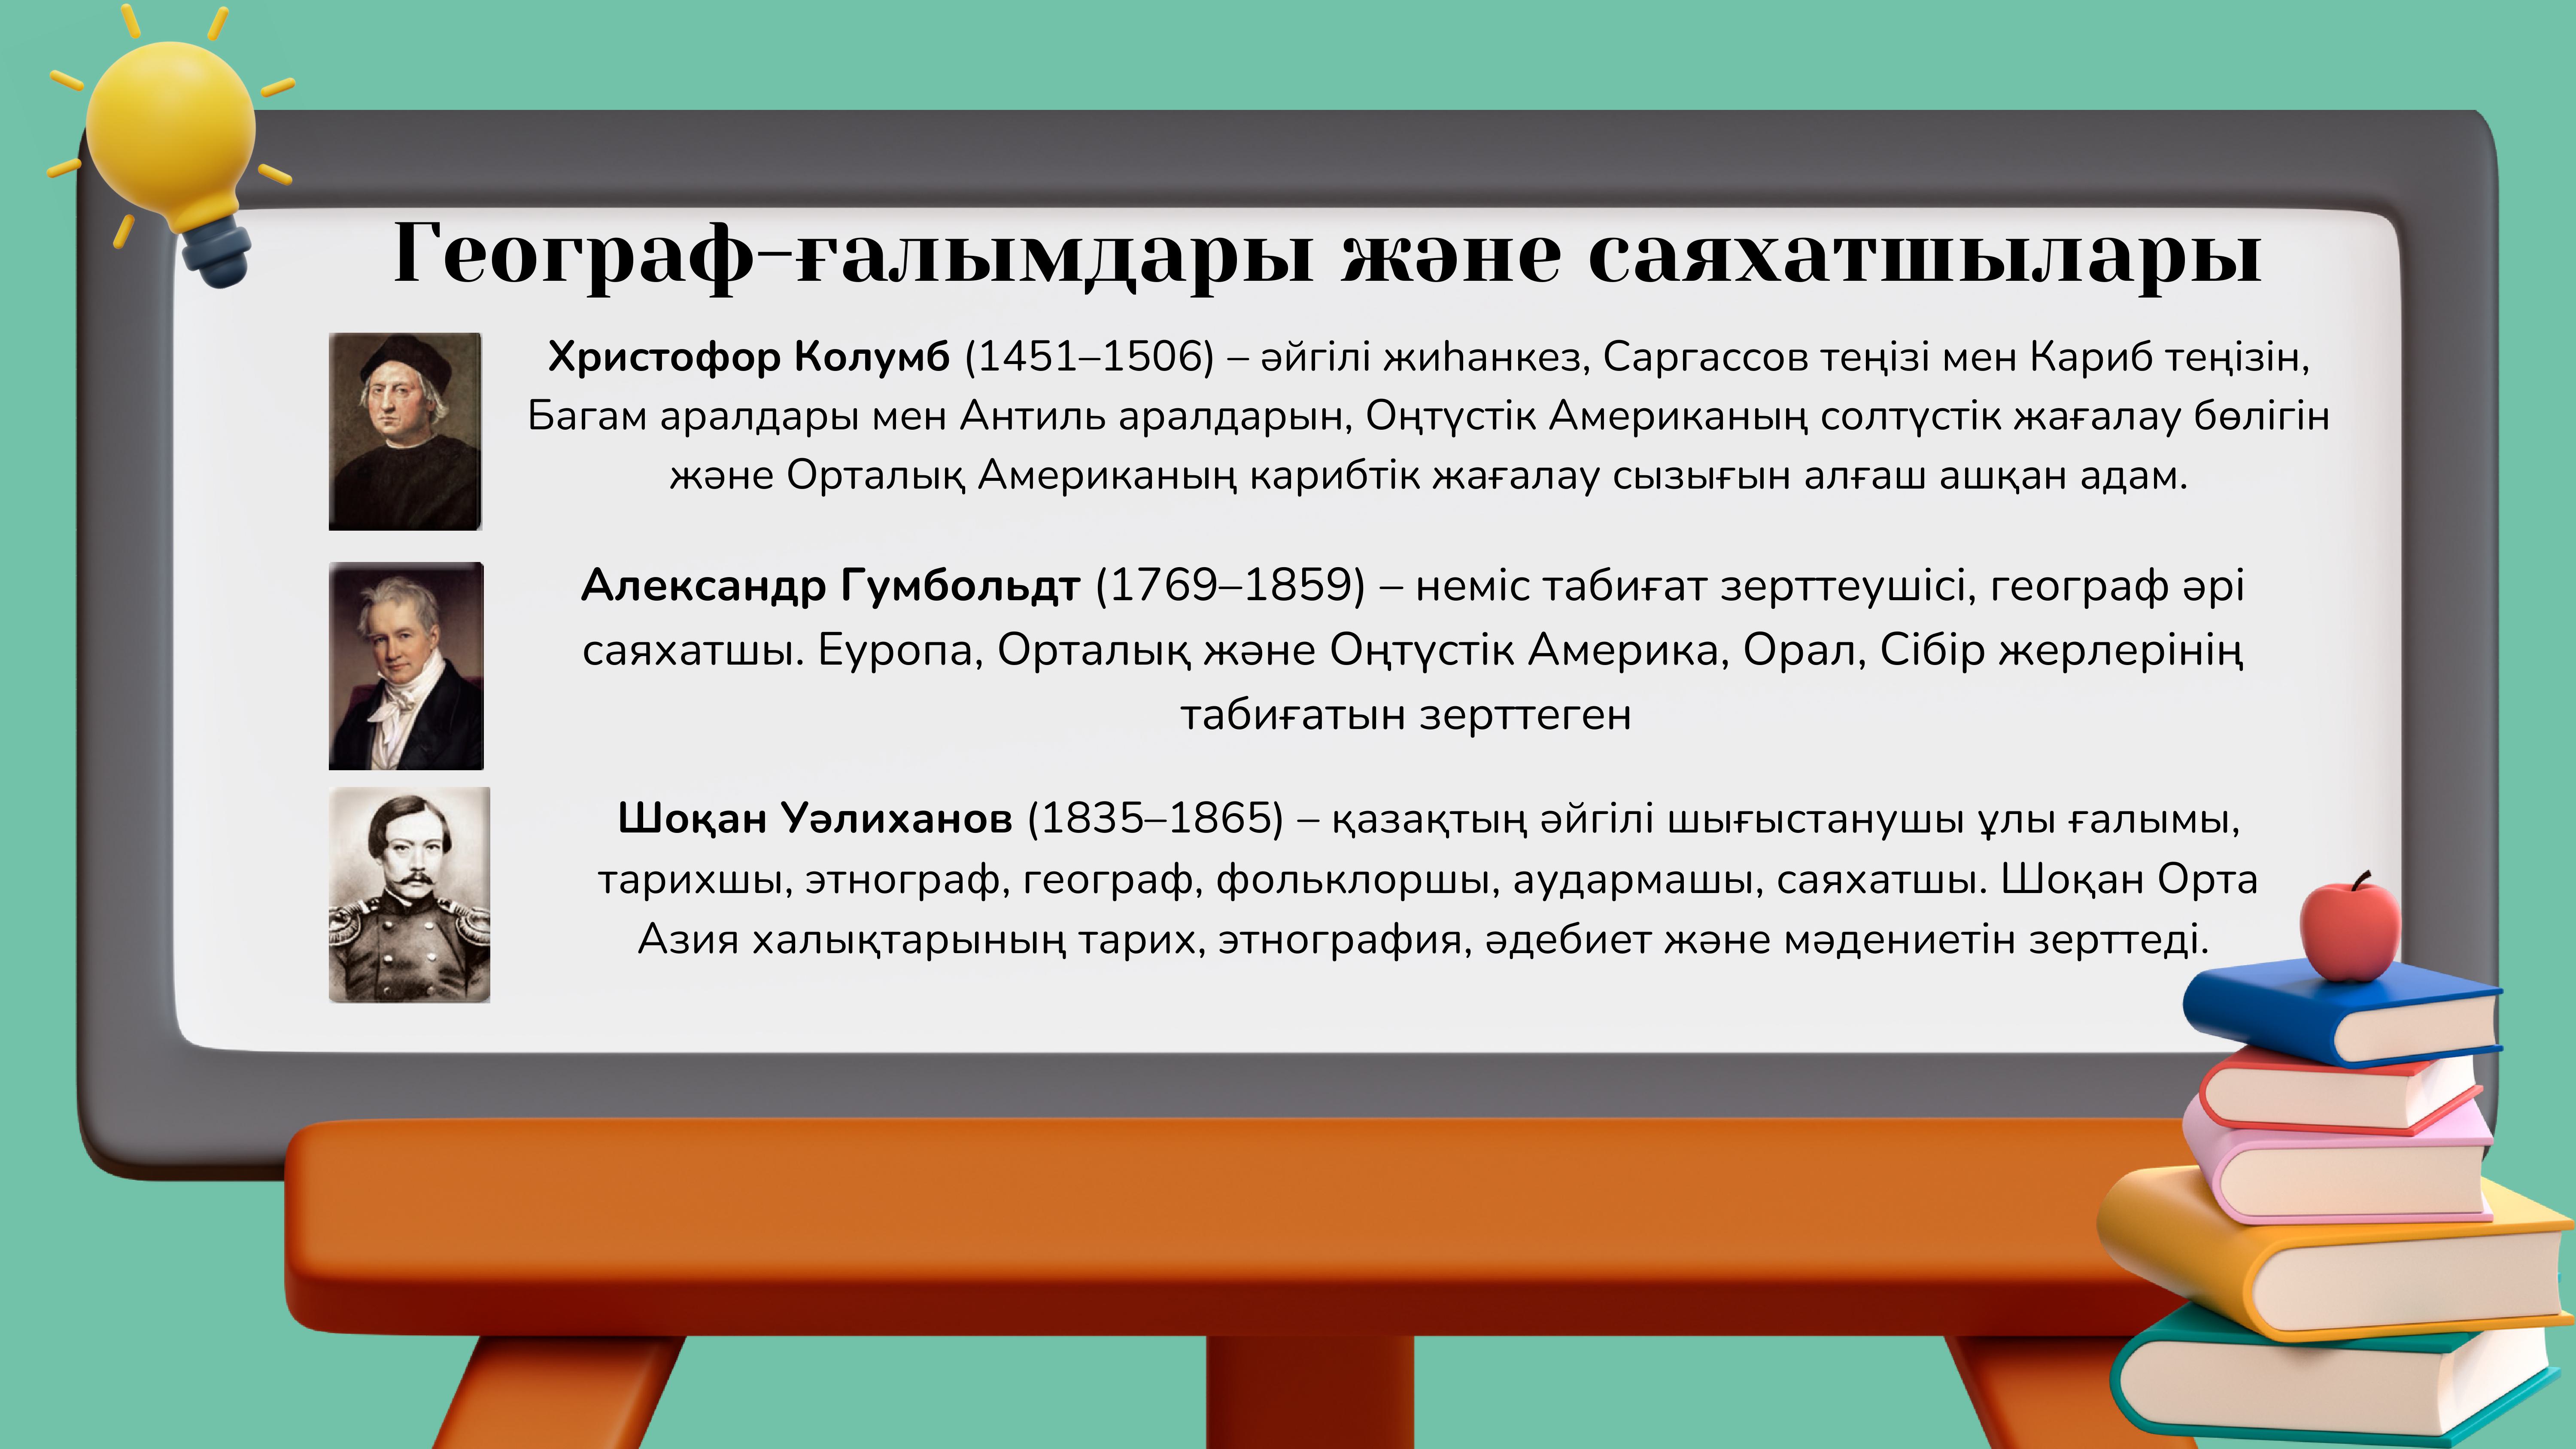 Географ-ғалымдары және саяхатшылары
Христофор Колумб (1451–1506) – әйгілі жиһанкез, Саргассов теңізі мен Кариб теңізін,
Багам аралдары мен Антиль аралдарын, Оңтүстік Американың солтүстік жағалау бөлігін
және Орталық Американың карибтік жағалау сызығын алғаш ашқан адам.
Александр Гумбольдт (1769–1859) – неміс табиғат зерттеушісі, географ әрі
саяхатшы. Еуропа, Орталық және Оңтүстік Америка, Орал, Сібір жерлерінің
табиғатын зерттеген
Шоқан Уәлиханов (1835–1865) – қазақтың әйгілі шығыстанушы ұлы ғалымы,
тарихшы, этнограф, географ, фольклоршы, аудармашы, саяхатшы. Шоқан Орта
Азия халықтарының тарих, этнография, әдебиет және мәдениетін зерттеді.